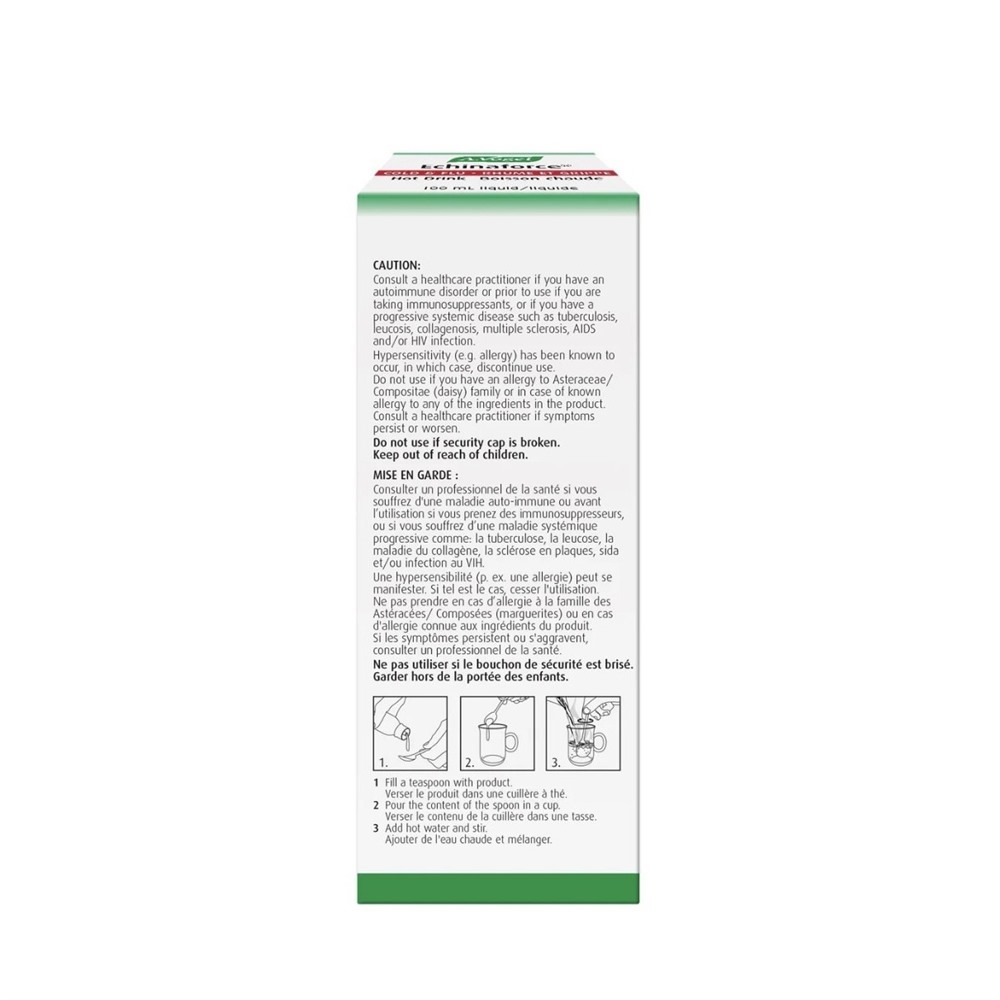 A.Vogel
Echinaforce
COLD & FLU - RHUME ET GRIPPE
Hot Drink Boisson chaude
100 mL liquid/liquide
CAUTION:
Consult a healthcare practitioner if you have an
autoimmune disorder or prior to use if you are
taking immunosuppressants, or if you have a
progressive systemic disease such as tuberculosis,
leucosis, collagenosis, multiple sclerosis, AIDS
and/or HIV infection.
Hypersensitivity (e.g. allergy) has been known to
occur, in which case, discontinue use.
Do not use if you have an allergy to Asteraceae/
Compositae (daisy) family or in case of known
allergy to any of the ingredients in the product.
Consult a healthcare practitioner if symptoms
persist or worsen.
Do not use if security cap is broken.
Keep out of reach of children.
MISE EN GARDE :
Consulter un professionnel de la santé si vous
souffrez d'une maladie auto-immune ou avant
l'utilisation si vous prenez des immunosuppresseurs,
ou si vous souffrez d'une maladie systémique
progressive comme: la tuberculose, la leucose, la
maladie du collagène, la sclérose en plaques, sida
et/ou infection au VIH.
Une hypersensibilité (p. ex. une allergie) peut se
manifester. Si tel est le cas, cesser l'utilisation.
Ne pas prendre en cas d'allergie à la famille des
Astéracées/ Composées (marguerites) ou en cas
d'allergie connue aux ingrédients du produit.
Si les symptômes persistent ou s'aggravent,
consulter un professionnel de la santé.
Ne pas utiliser si le bouchon de sécurité est brisé.
Garder hors de la portée des enfants.
1. 2. 3.
1 Fill a teaspoon with product.
Verser le produit dans une cuillère à thé.
2 Pour the content of the spoon in a cup.
Verser le contenu de la cuillère dans une tasse.
3 Add hot water and stir.
Ajouter de l'eau chaude et mélanger.